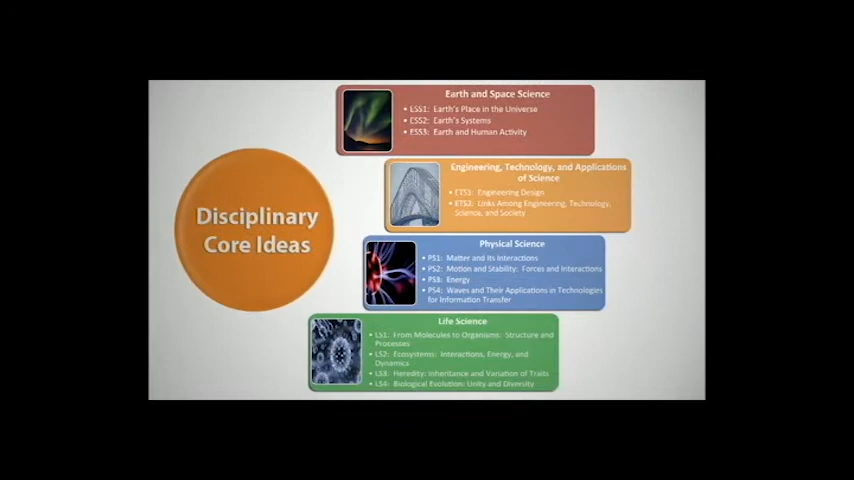 Disciplinary
Core Ideas
Earth and Space Science
• ESS1: Earth's Place in the Universe
• ESS2: Earth's Systems
• ESS3: Earth and Human Activity
Engineering, Technology, and Applications
of Science
• ETS1: Engineering Design
• ETS2: Links Among Engineering, Technology,
Science, and Society
Physical Science
• PS1: Matter and Its Interactions
• PS2: Motion and Stability: Forces and Interactions
• PS3: Energy
• PS4: Waves and Their Applications in Technologies
for Information Transfer
Life Science
• LS1: From Molecules to Organisms: Structure and
Processes
• LS2: Ecosystems: Interactions, Energy, and
Dynamics
• LS3: Heredity: Inheritance and Variation of Traits
• LS4: Biological Evolution: Unity and Diversity